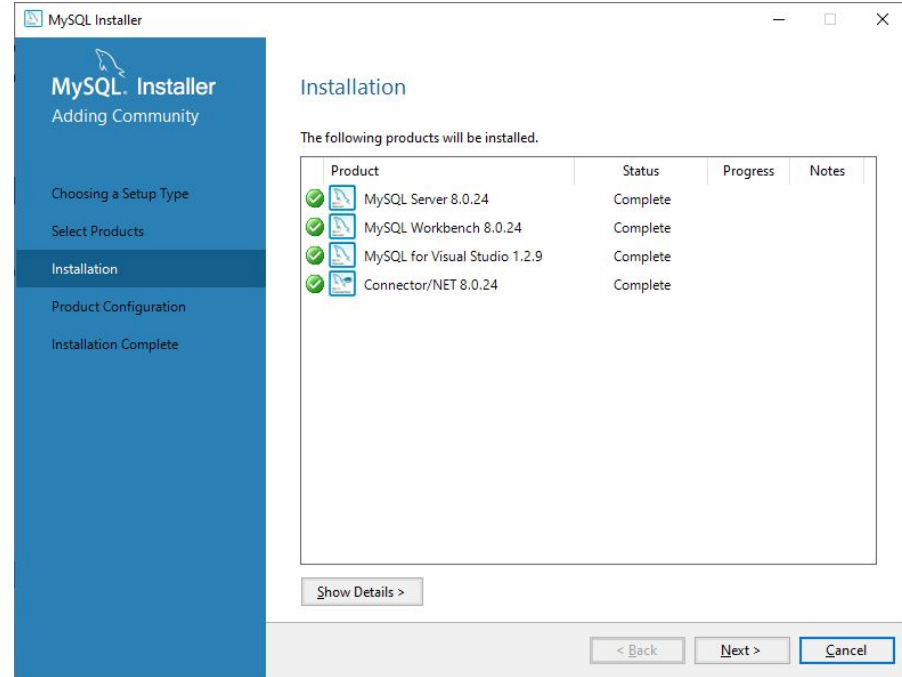 MySQL Installer
MySQL. Installer
Adding Community
Choosing a Setup Type
Select Products
Installation
Product Configuration
Installation Complete
Installation
The following products will be installed.
Product Status Progress Notes
MySQL Server 8.0.24 Complete
MySQL Workbench 8.0.24 Complete
MySQL for Visual Studio 1.2.9 Complete
Connector/NET 8.0.24 Complete
Show Details >
< Back Next > Cancel